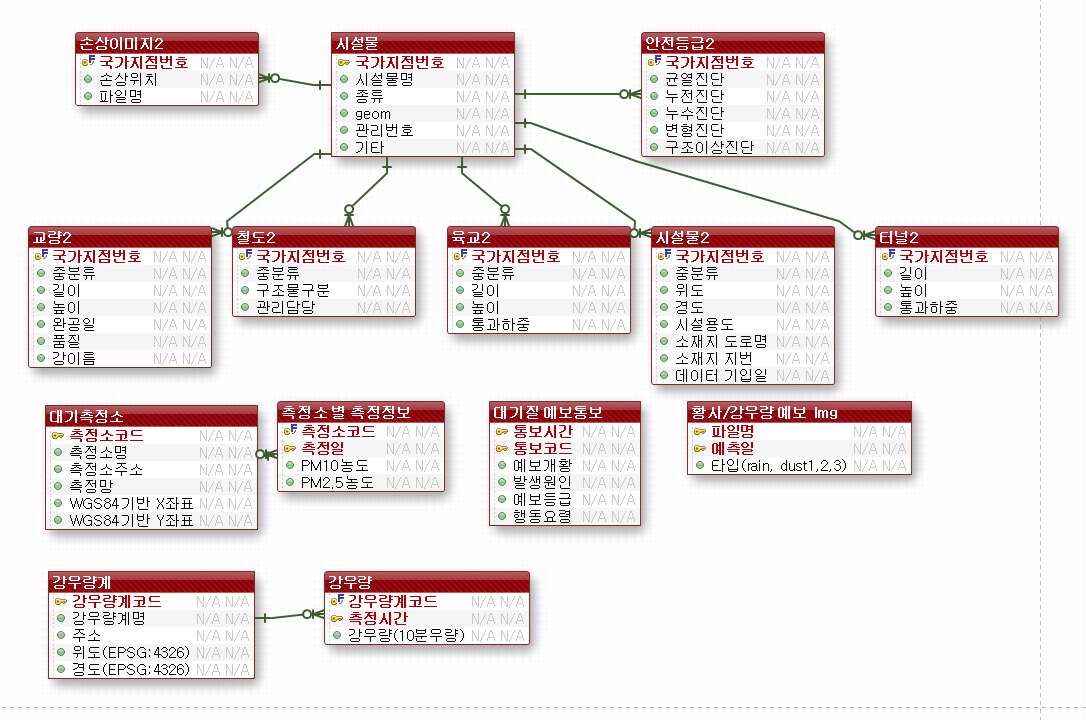 손상이미지2
국가지점번호 N/A N/A
손상위치 N/A N/A
파일명 N/A N/A
시설물
국가지점번호 N/A N/A
시설물명 N/A N/A
종류 N/A N/A
geom N/A N/A
관리번호 N/A N/A
기타 N/A N/A
안전등급2
국가지점번호 N/A N/A
균열진단 N/A N/A
누전진단 N/A N/A
누수진단 N/A N/A
변형진단 N/A N/A
구조이상진단 N/A N/A
교량2
국가지점번호 N/A N/A
중분류 N/A N/A
길이 N/A N/A
높이 N/A N/A
완공일 N/A N/A
품질 N/A N/A
강이름 N/A N/A
철도2
국가지점번호 N/A N/A
중분류 N/A N/A
구조물구분 N/A N/A
관리담당 N/A N/A
육교2
국가지점번호 N/A N/A
중분류 N/A N/A
길이 N/A N/A
높이 N/A N/A
통과하중 N/A N/A
시설물2
국가지점번호 N/A N/A
중분류 N/A N/A
위도 N/A N/A
경도 N/A N/A
시설용도 N/A N/A
소재지 도로명 N/A N/A
소재지 지번 N/A N/A
데이터 기입일 N/A N/A
터널2
국가지점번호 N/A N/A
길이 N/A N/A
높이 N/A N/A
통과하중 N/A N/A
대기측정소
측정소코드 N/A N/A
측정소명 N/A N/A
측정소주소 N/A N/A
측정망 N/A N/A
WGS84기반 X좌표 N/A N/A
WGS84기반 Y좌표 N/A N/A
측정소 별 측정정보
측정소코드 N/A N/A
측정일 N/A N/A
PM10농도 N/A N/A
PM2,5농도 N/A N/A
대기질 예보통보
통보시간 N/A N/A
통보코드 N/A N/A
예보개황 N/A N/A
발생원인 N/A N/A
예보등급 N/A N/A
행동요령 N/A N/A
황사/강우량 예보 Img
파일명 N/A N/A
예측일 N/A N/A
타입(rain, dust1,2,3) N/A N/A
강우량계
강우량계코드 N/A N/A
강우량계명 N/A N/A
주소 N/A N/A
위도(EPSG:4326) N/A N/A
경도(EPSG:4326) N/A N/A
강우량
강우량계코드 N/A N/A
측정시간 N/A N/A
강우량(10분우량) N/A N/A